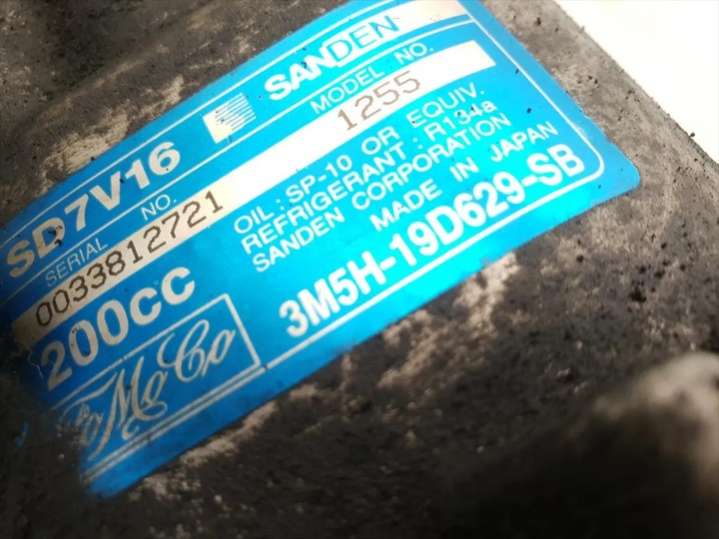 SD7V16
SANDEN
SERIAL NO.
0033812721
MODEL NO.
1255
200cc
OIL : SP-10 OR EQUIV.
REFRIGERANT : R134a
SANDEN CORPORATION
MADE IN JAPAN
FoMoCo
3M5H-19D629-SB